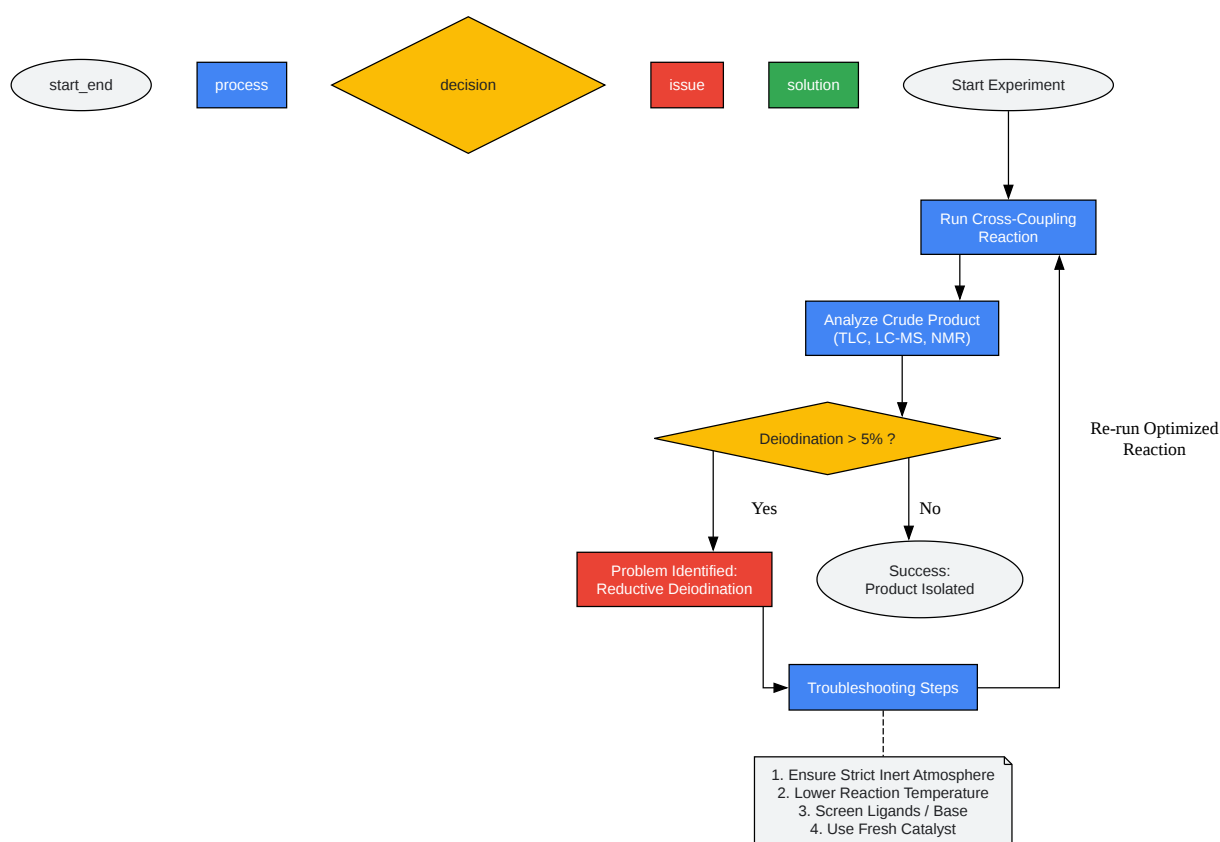 start_end
process
decision
issue
solution
Start Experiment
Run Cross-Coupling
Reaction
Analyze Crude Product
(TLC, LC-MS, NMR)
Deiodination > 5% ?
Re-run Optimized
Reaction
Yes
No
Problem Identified:
Reductive Deiodination
Success:
Product Isolated
Troubleshooting Steps
1. Ensure Strict Inert Atmosphere
2. Lower Reaction Temperature
3. Screen Ligands / Base
4. Use Fresh Catalyst